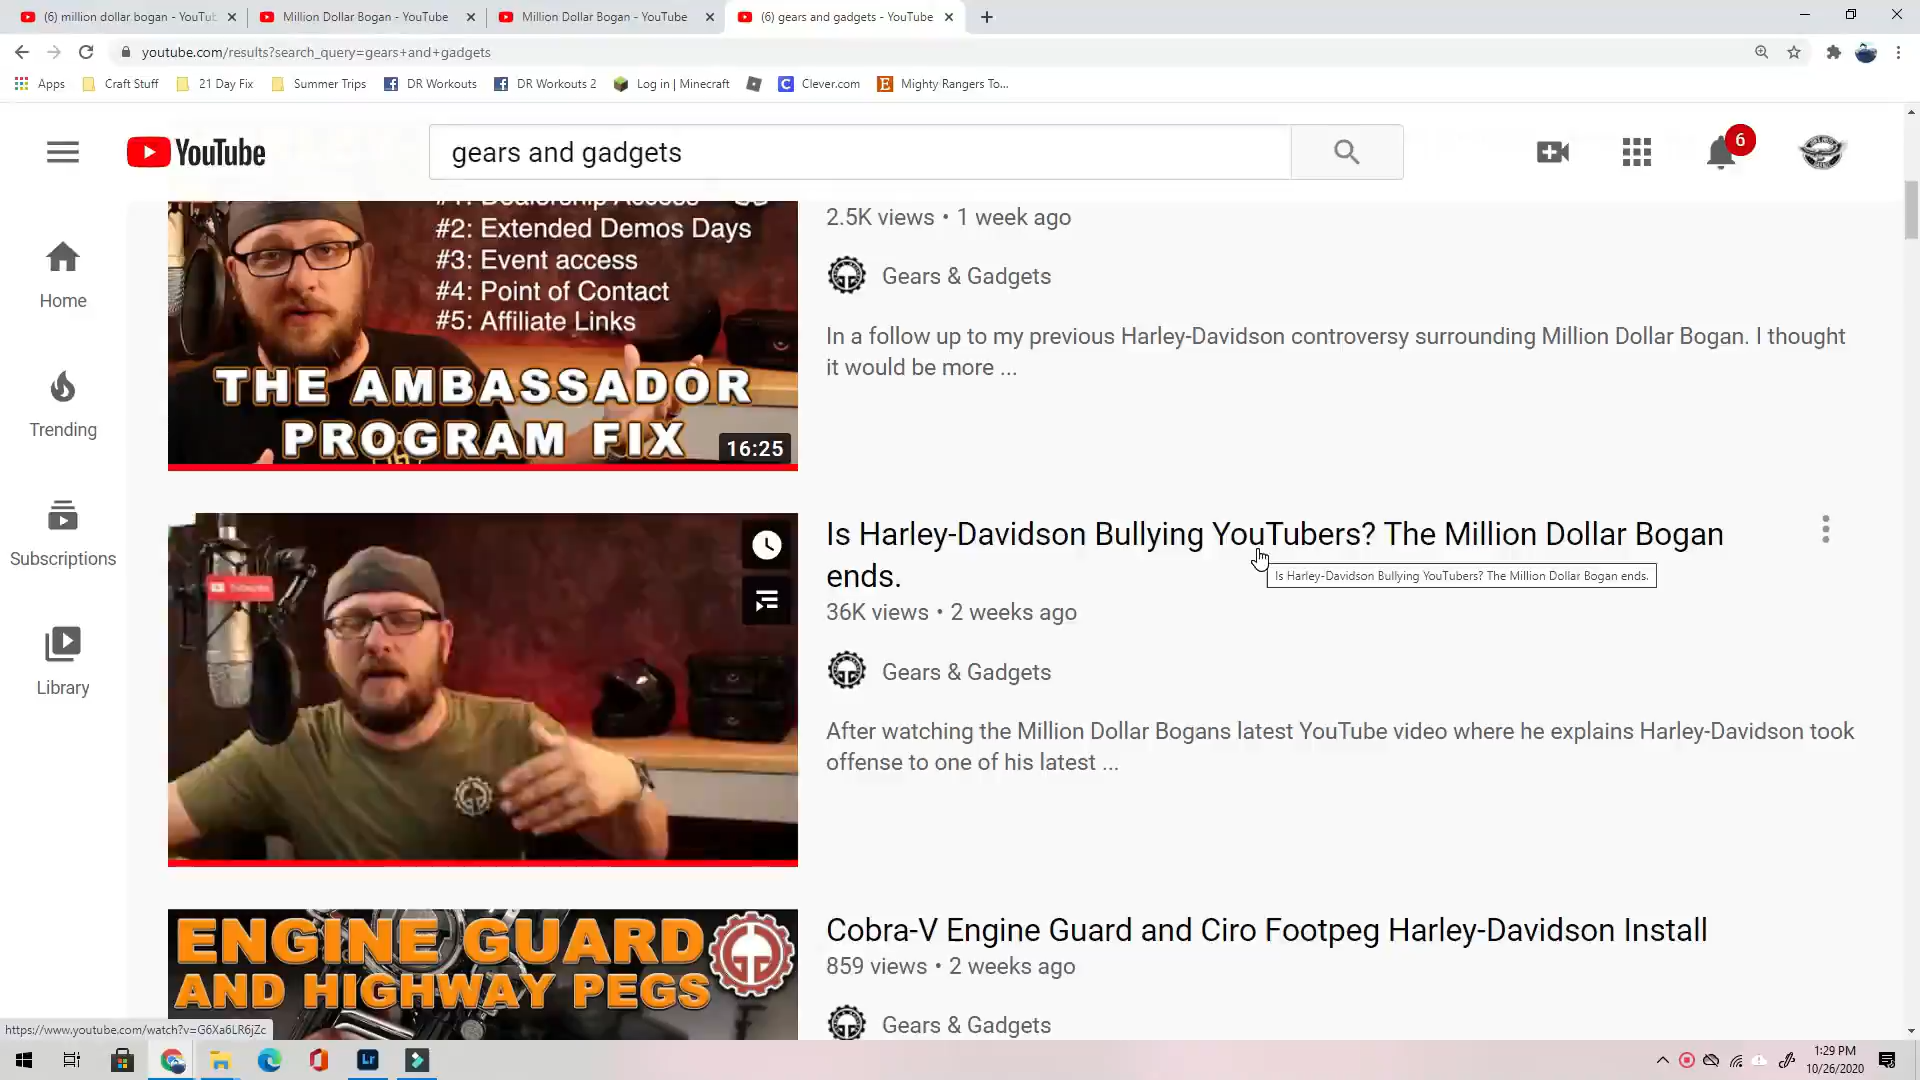 (6) million dollar bogan - YouTub
Million Dollar Bogan - YouTube
Million Dollar Bogan - YouTube
(6) gears and gadgets - YouTube
youtube.com/results?search_query=gears+and+gadgets
Apps
Craft Stuff
21 Day Fix
Summer Trips
DR Workouts
DR Workouts 2
Log in | Minecraft
Clever.com
Mighty Rangers To...
YouTube
gears and gadgets
6
Home
Trending
Subscriptions
Library
#1: Dealership Access
#2: Extended Demos Days
#3: Event access
#4: Point of Contact
#5: Affiliate Links
THE AMBASSADOR
PROGRAM FIX
16:25
2.5K views • 1 week ago
Gears & Gadgets
In a follow up to my previous Harley-Davidson controversy surrounding Million Dollar Bogan. I thought
it would be more ...
Is Harley-Davidson Bullying YouTubers? The Million Dollar Bogan
ends.
Is Harley-Davidson Bullying YouTubers? The Million Dollar Bogan ends.
36K views • 2 weeks ago
Gears & Gadgets
After watching the Million Dollar Bogans latest YouTube video where he explains Harley-Davidson took
offense to one of his latest ...
ENGINE GUARD
AND HIGHWAY PEGS
Cobra-V Engine Guard and Ciro Footpeg Harley-Davidson Install
859 views • 2 weeks ago
Gears & Gadgets
https://www.youtube.com/watch?v=G6Xa6LR6jZc
Lr
1:29 PM
10/26/2020